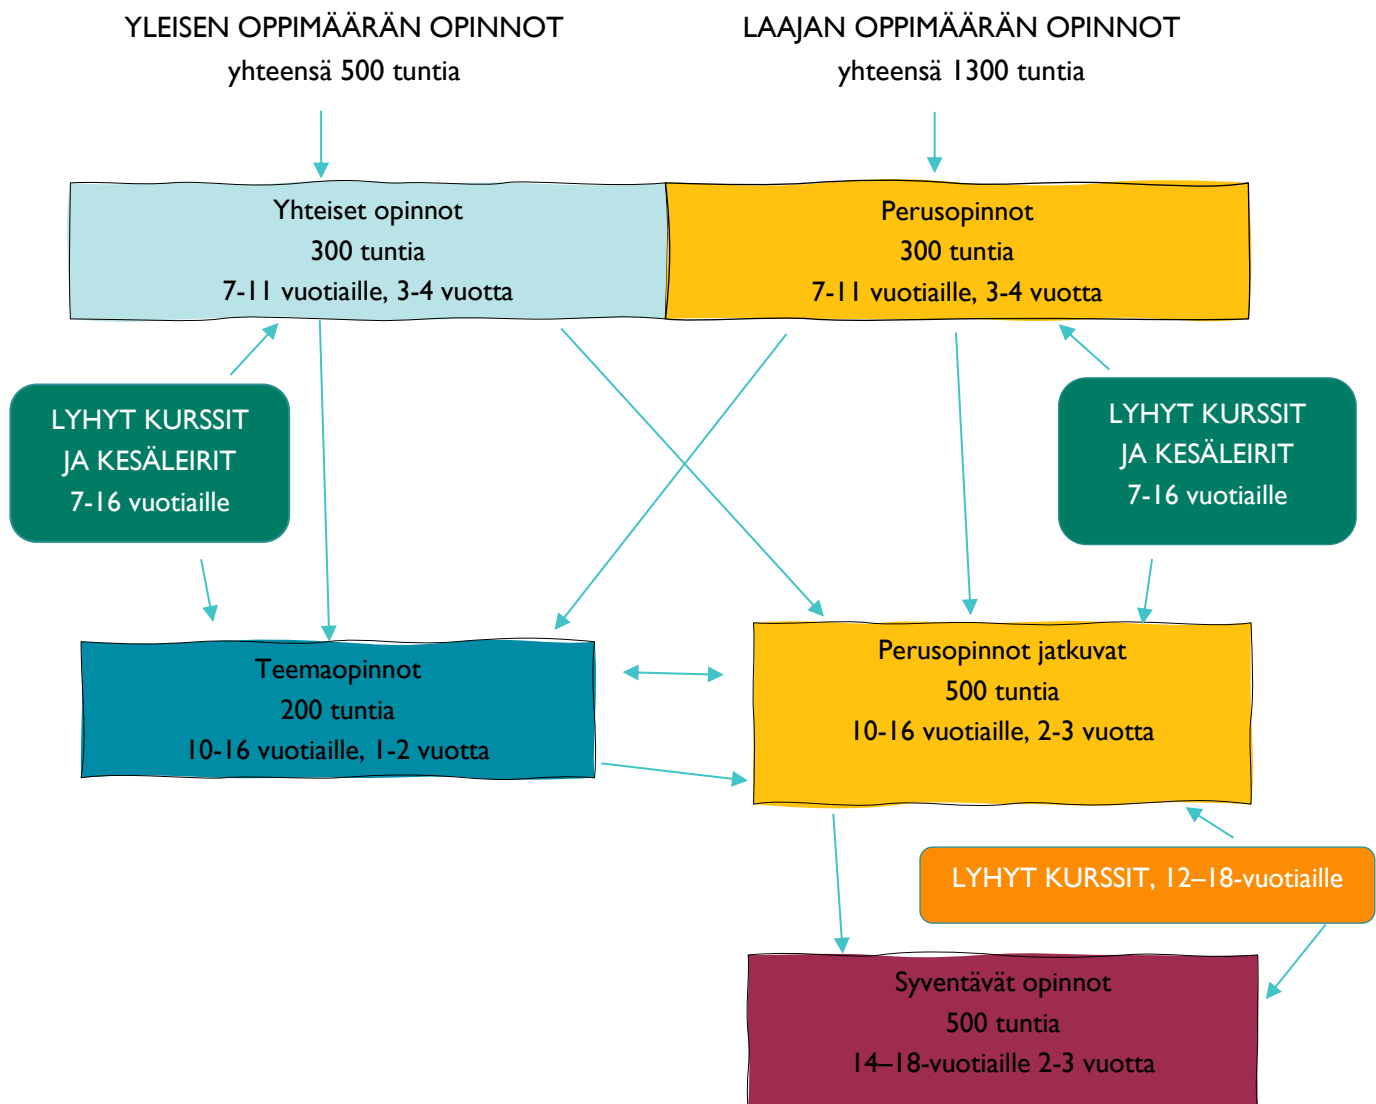 YLEISEN OPPIMÄÄRÄN OPINNOT
yhteensä 500 tuntia
LAAJAN OPPIMÄÄRÄN OPINNOT
yhteensä 1300 tuntia
Yhteiset opinnot
300 tuntia
7-11 vuotiaille, 3-4 vuotta
Perusopinnot
300 tuntia
7-11 vuotiaille, 3-4 vuotta
LYHYT KURSSIT
JA KESÄLEIRIT
7-16 vuotiaille
LYHYT KURSSIT
JA KESÄLEIRIT
7-16 vuotiaille
Teemaopinnot
200 tuntia
10-16 vuotiaille, 1-2 vuotta
Perusopinnot jatkuvat
500 tuntia
10-16 vuotiaille, 2-3 vuotta
LYHYT KURSSIT, 12–18-vuotiaille
Syventävät opinnot
500 tuntia
14–18-vuotiaille 2-3 vuotta